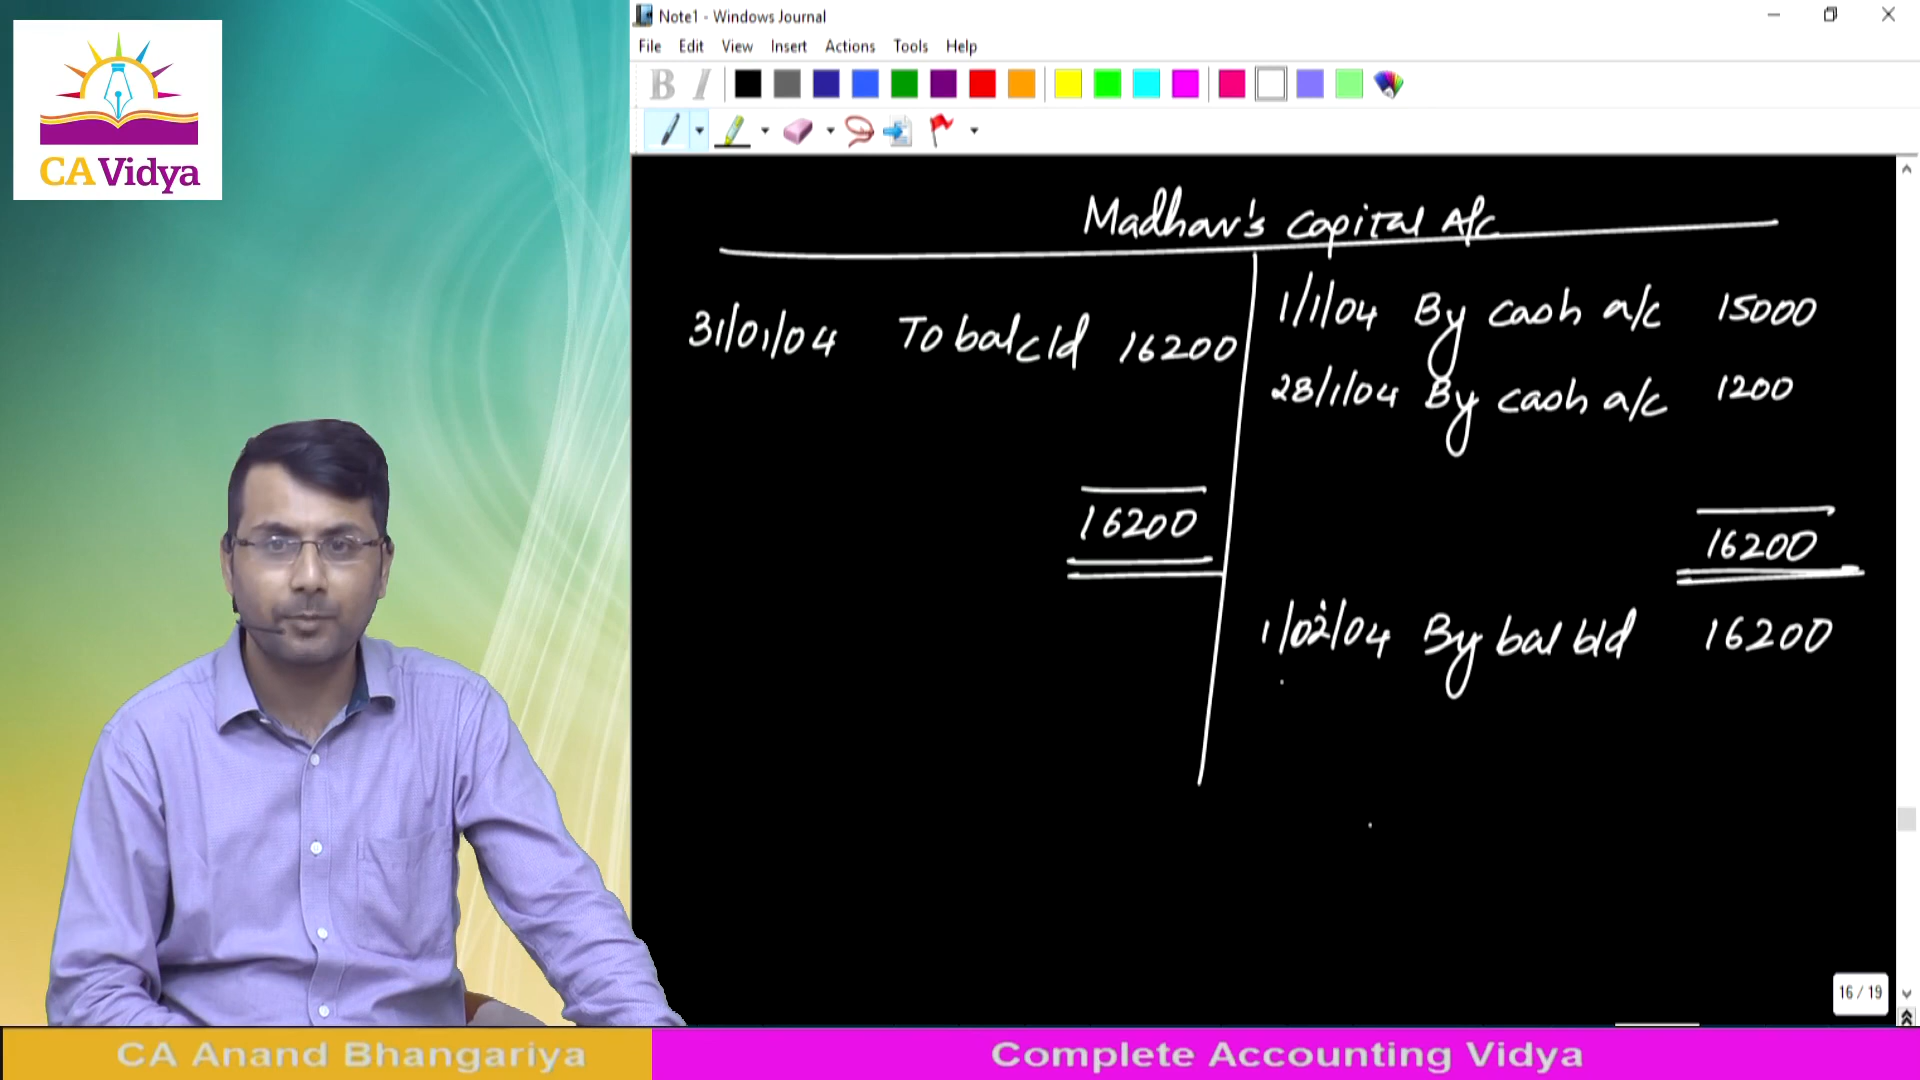 CA Vidya
Note1 - Windows Journal
File Edit View Insert Actions Tools Help
B I
Madhav's capital A/c
31/01/04 To bal c/d 16200
1/1/04 By cash a/c 15000
28/1/04 By cash a/c 1200
16200
16200
1/02/04 By bal b/d 16200
16 / 19
CA Anand Bhangariya
Complete Accounting Vidya